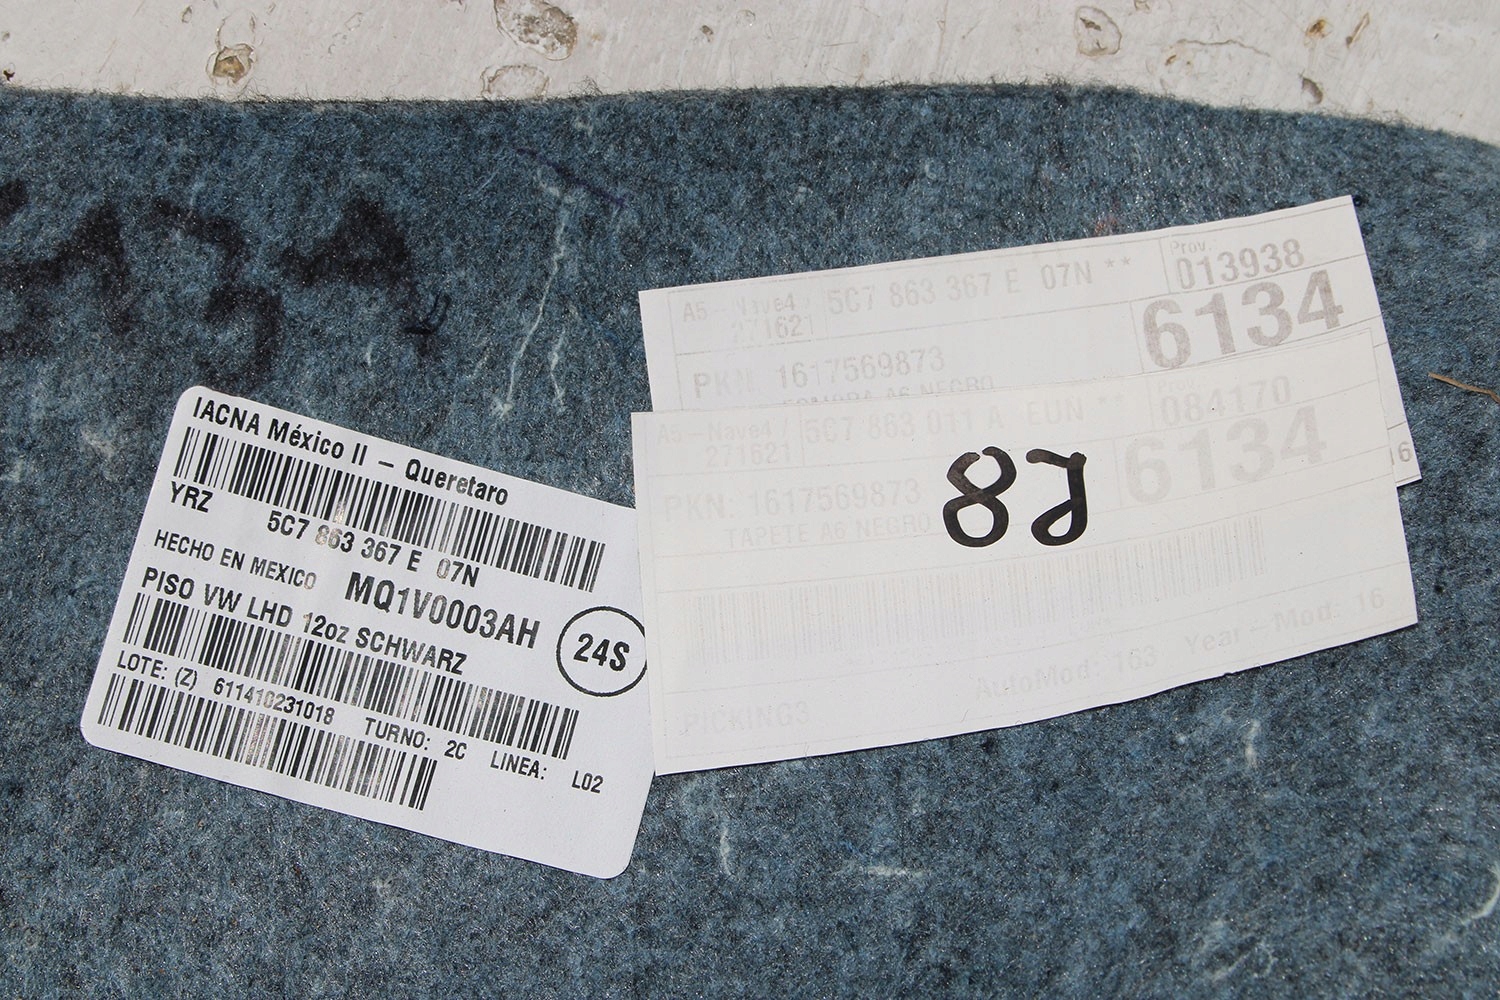 IACNA México II - Queretaro
YRZ 5C7 863 367 E 07N
HECHO EN MEXICO MQ1V0003AH
PISO VW LHD 12oz SCHWARZ 24S
LOTE: (Z) 611410231018 TURNO: 2C LINEA: L02
A5-Nave4 5C7 863 367 E 07N ** Prov.: 013938
271621 6134
PKN 1617569873
A6 NEGRO
16
A5-Nave4 / 5C7 863 011 A EUN ** Prov.: 084170
271621 6134
PKN: 1617569873
TAPETE A6 NEGRO
AutoMod: 163 Year-Mod: 16
PICKING3